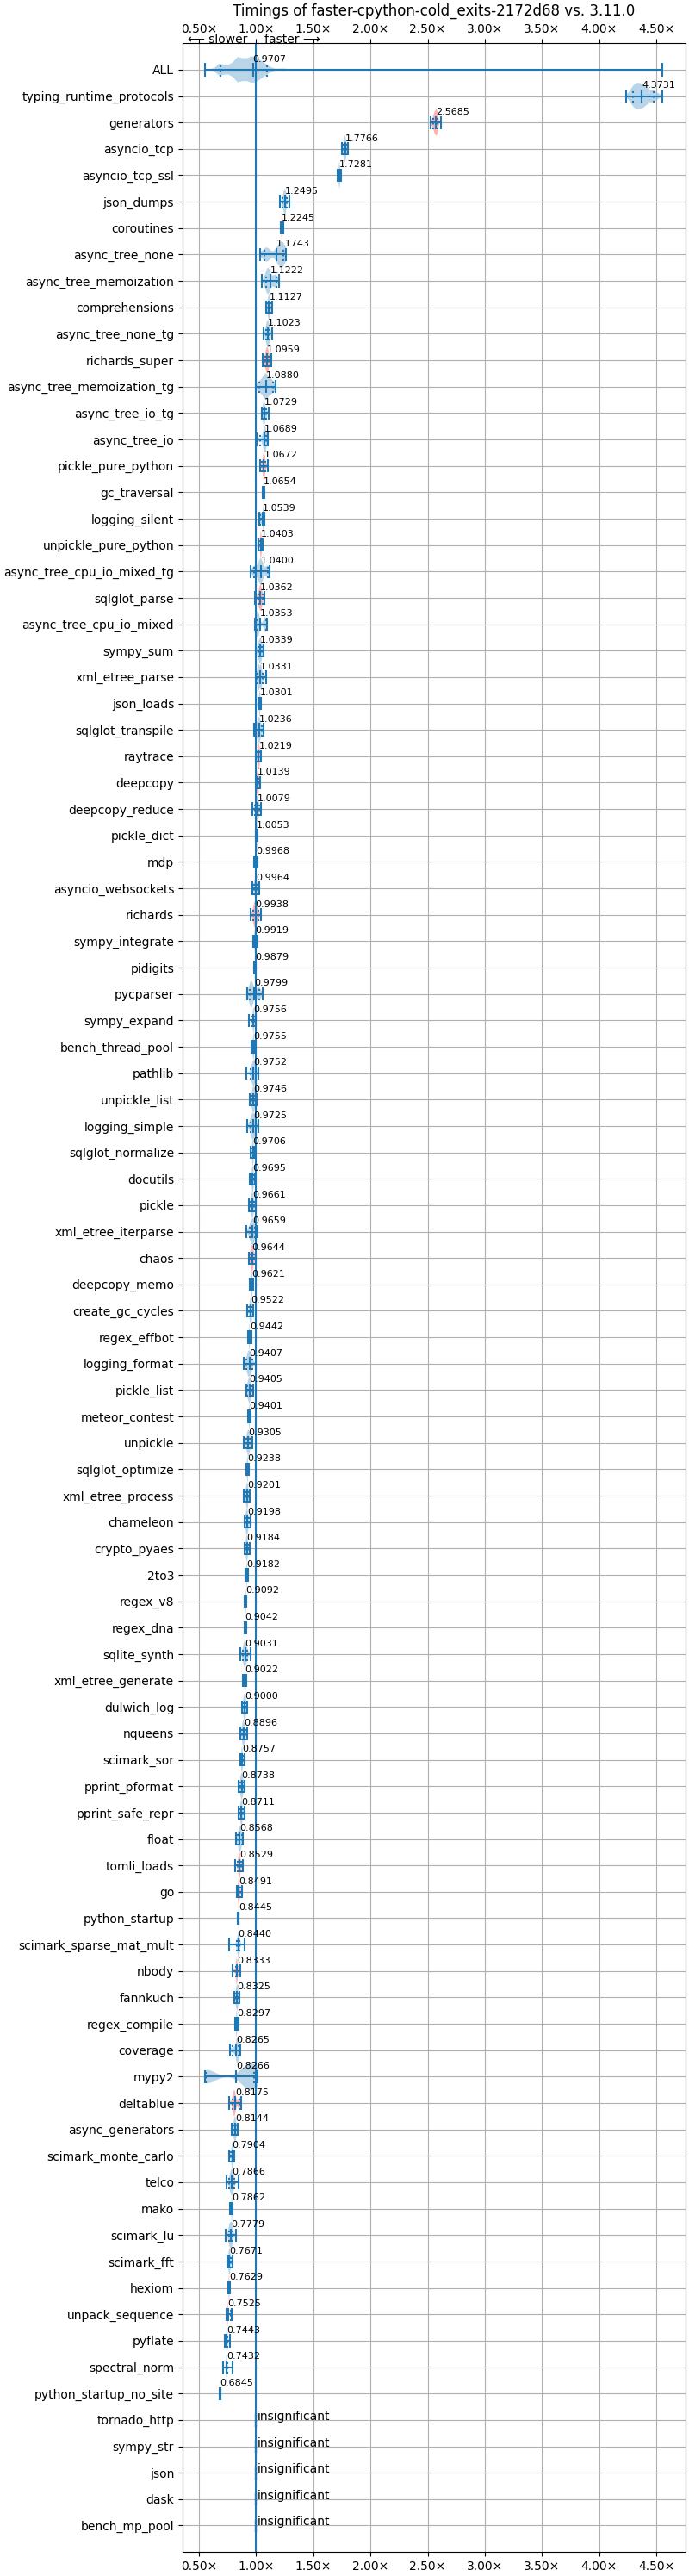 Timings of faster-cpython-cold_exits-2172d68 vs. 3.11.0
0.50× 1.00× 1.50× 2.00× 2.50× 3.00× 3.50× 4.00× 4.50×
⟵ slower faster ⟶
ALL 0.9707
typing_runtime_protocols 4.3731
generators 2.5685
asyncio_tcp 1.7766
asyncio_tcp_ssl 1.7281
json_dumps 1.2495
coroutines 1.2245
async_tree_none 1.1743
async_tree_memoization 1.1222
comprehensions 1.1127
async_tree_none_tg 1.1023
richards_super 1.0959
async_tree_memoization_tg 1.0880
async_tree_io_tg 1.0729
async_tree_io 1.0689
pickle_pure_python 1.0672
gc_traversal 1.0654
logging_silent 1.0539
unpickle_pure_python 1.0403
async_tree_cpu_io_mixed_tg 1.0400
sqlglot_parse 1.0362
async_tree_cpu_io_mixed 1.0353
sympy_sum 1.0339
xml_etree_parse 1.0331
json_loads 1.0301
sqlglot_transpile 1.0236
raytrace 1.0219
deepcopy 1.0139
deepcopy_reduce 1.0079
pickle_dict 1.0053
mdp 0.9968
asyncio_websockets 0.9964
richards 0.9938
sympy_integrate 0.9919
pidigits 0.9879
pycparser 0.9799
sympy_expand 0.9756
bench_thread_pool 0.9755
pathlib 0.9752
unpickle_list 0.9746
logging_simple 0.9725
sqlglot_normalize 0.9706
docutils 0.9695
pickle 0.9661
xml_etree_iterparse 0.9659
chaos 0.9644
deepcopy_memo 0.9621
create_gc_cycles 0.9522
regex_effbot 0.9442
logging_format 0.9407
pickle_list 0.9405
meteor_contest 0.9401
unpickle 0.9305
sqlglot_optimize 0.9238
xml_etree_process 0.9201
chameleon 0.9198
crypto_pyaes 0.9184
2to3 0.9182
regex_v8 0.9092
regex_dna 0.9042
sqlite_synth 0.9031
xml_etree_generate 0.9022
dulwich_log 0.9000
nqueens 0.8896
scimark_sor 0.8757
pprint_pformat 0.8738
pprint_safe_repr 0.8711
float 0.8568
tomli_loads 0.8529
go 0.8491
python_startup 0.8445
scimark_sparse_mat_mult 0.8440
nbody 0.8333
fannkuch 0.8325
regex_compile 0.8297
coverage 0.8265
mypy2 0.8266
deltablue 0.8175
async_generators 0.8144
scimark_monte_carlo 0.7904
telco 0.7866
mako 0.7862
scimark_lu 0.7779
scimark_fft 0.7671
hexiom 0.7629
unpack_sequence 0.7525
pyflate 0.7443
spectral_norm 0.7432
python_startup_no_site 0.6845
tornado_http insignificant
sympy_str insignificant
json insignificant
dask insignificant
bench_mp_pool insignificant
0.50× 1.00× 1.50× 2.00× 2.50× 3.00× 3.50× 4.00× 4.50×